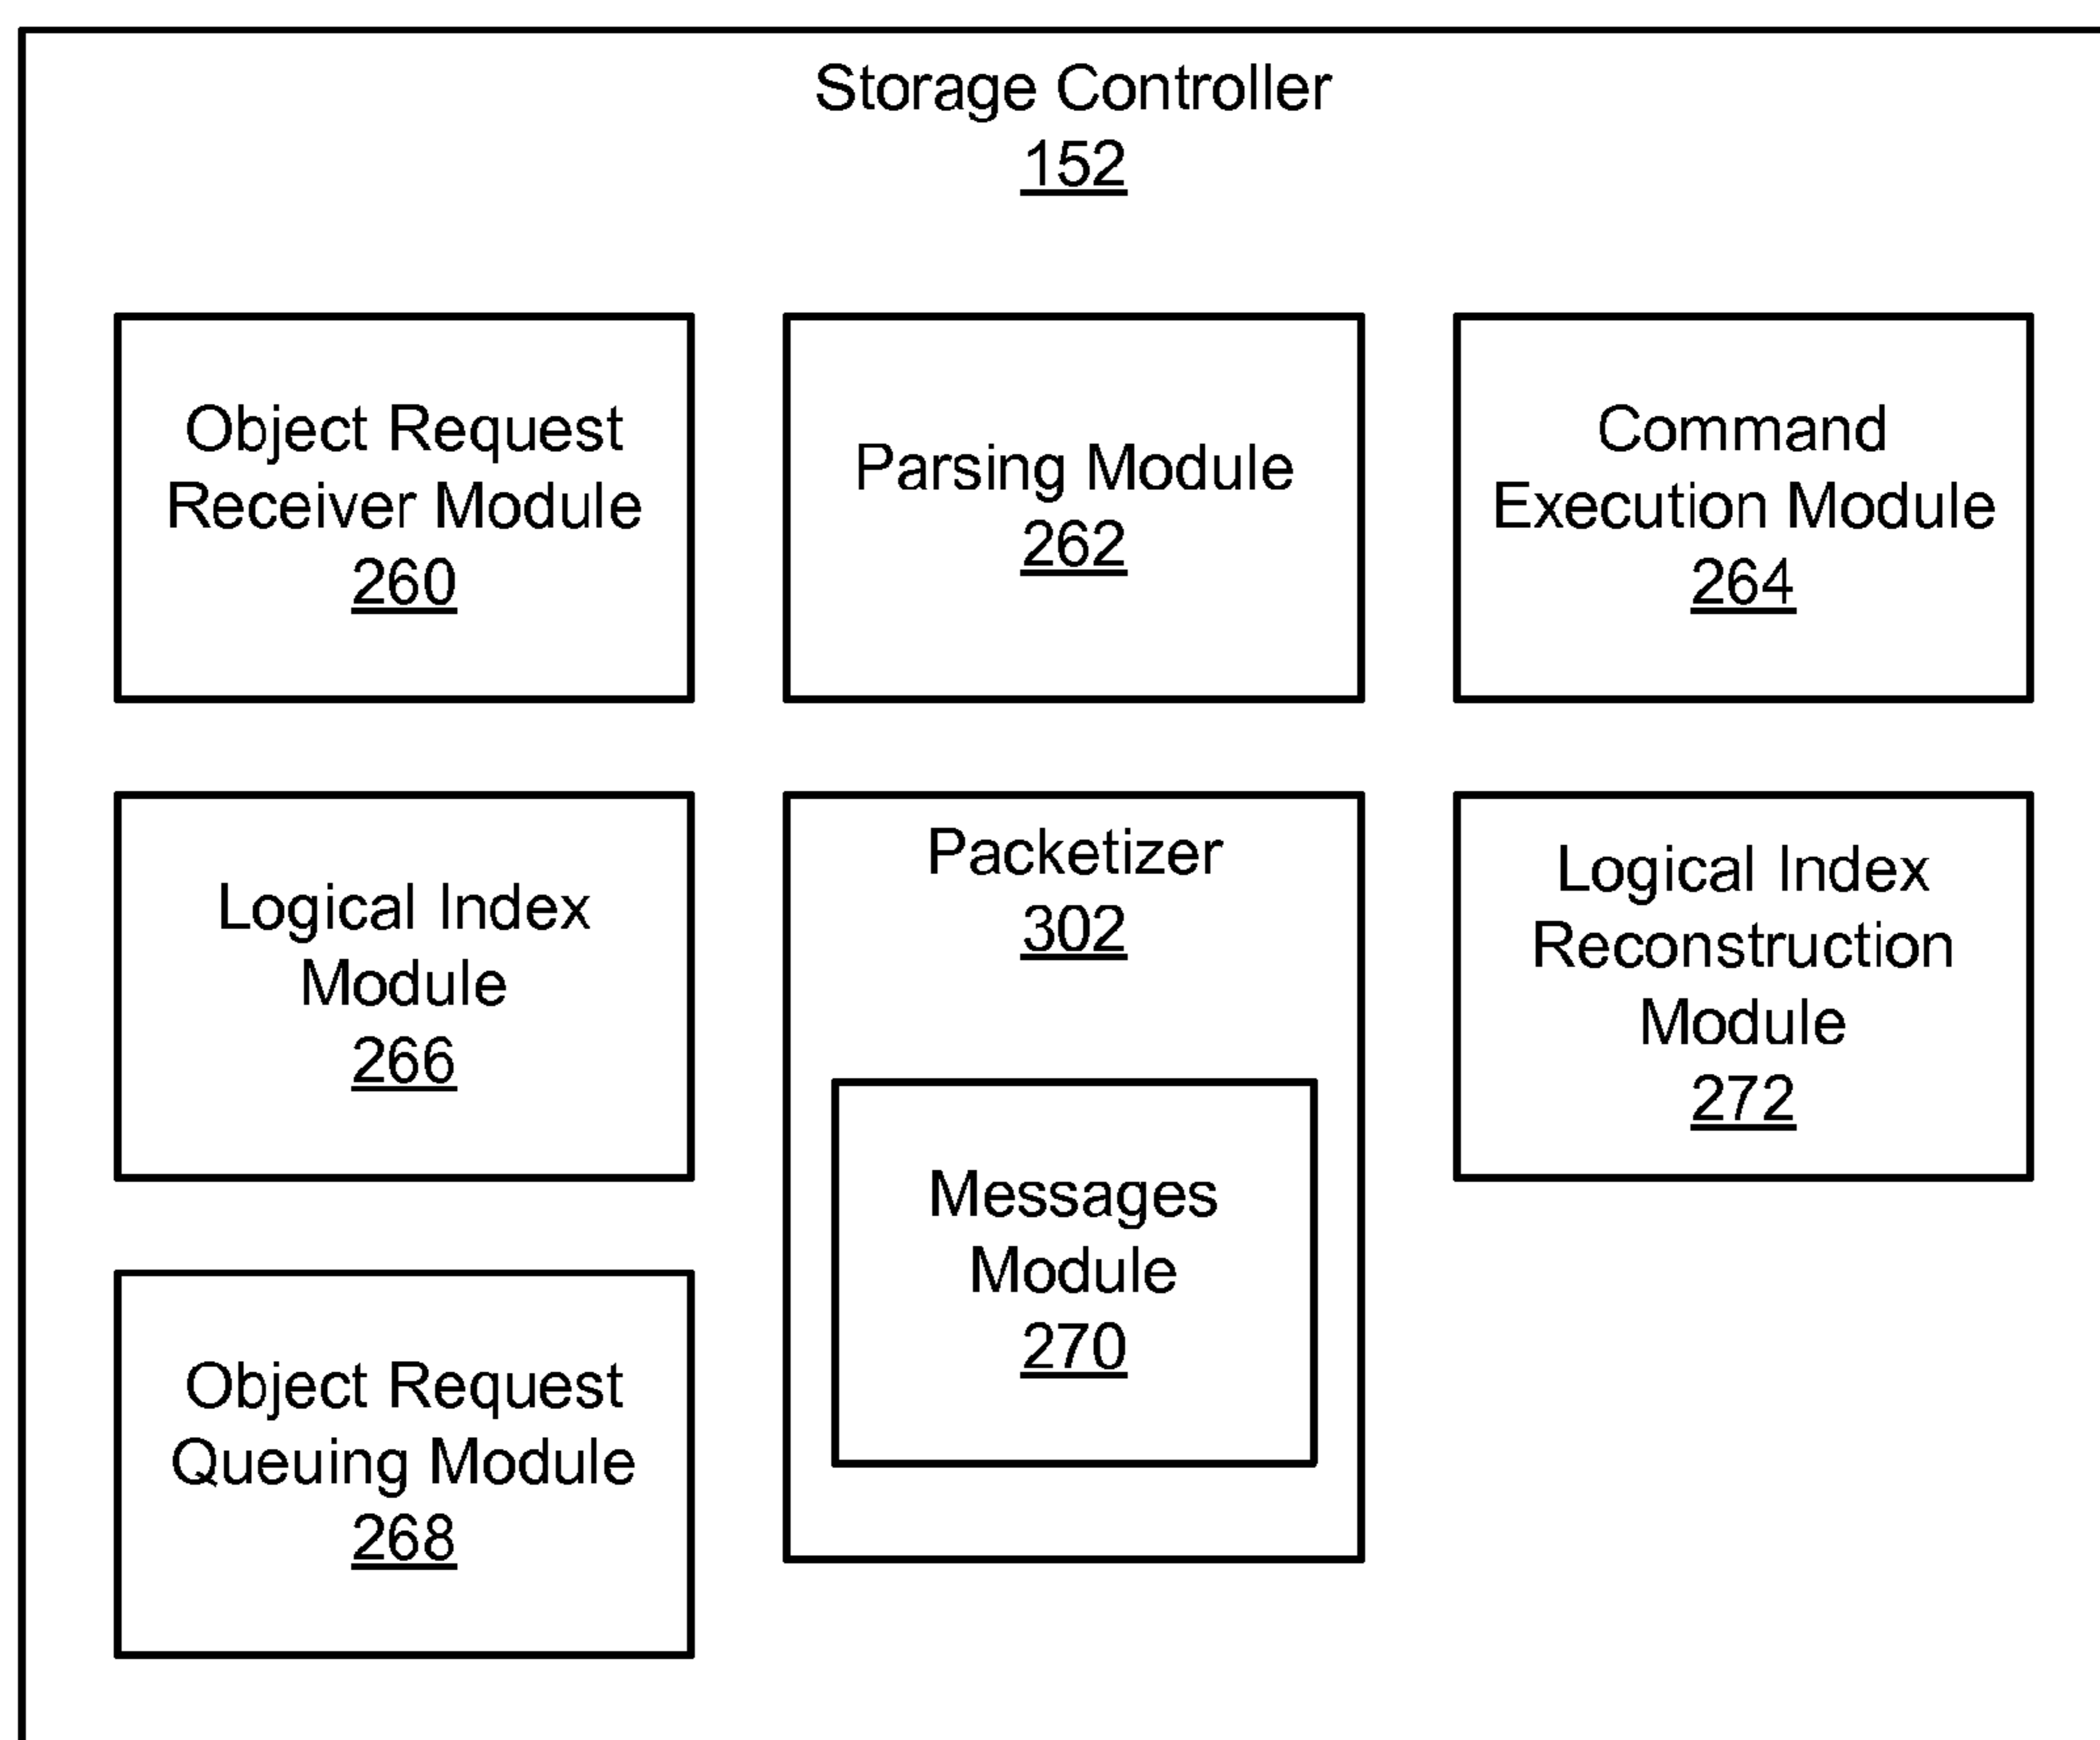 Storage Controller
152
Object Request
Receiver Module
260
Parsing Module
262
Command
Execution Module
264
Logical Index
Module
266
Packetizer
302
Messages
Module
270
Logical Index
Reconstruction
Module
272
Object Request
Queuing Module
268